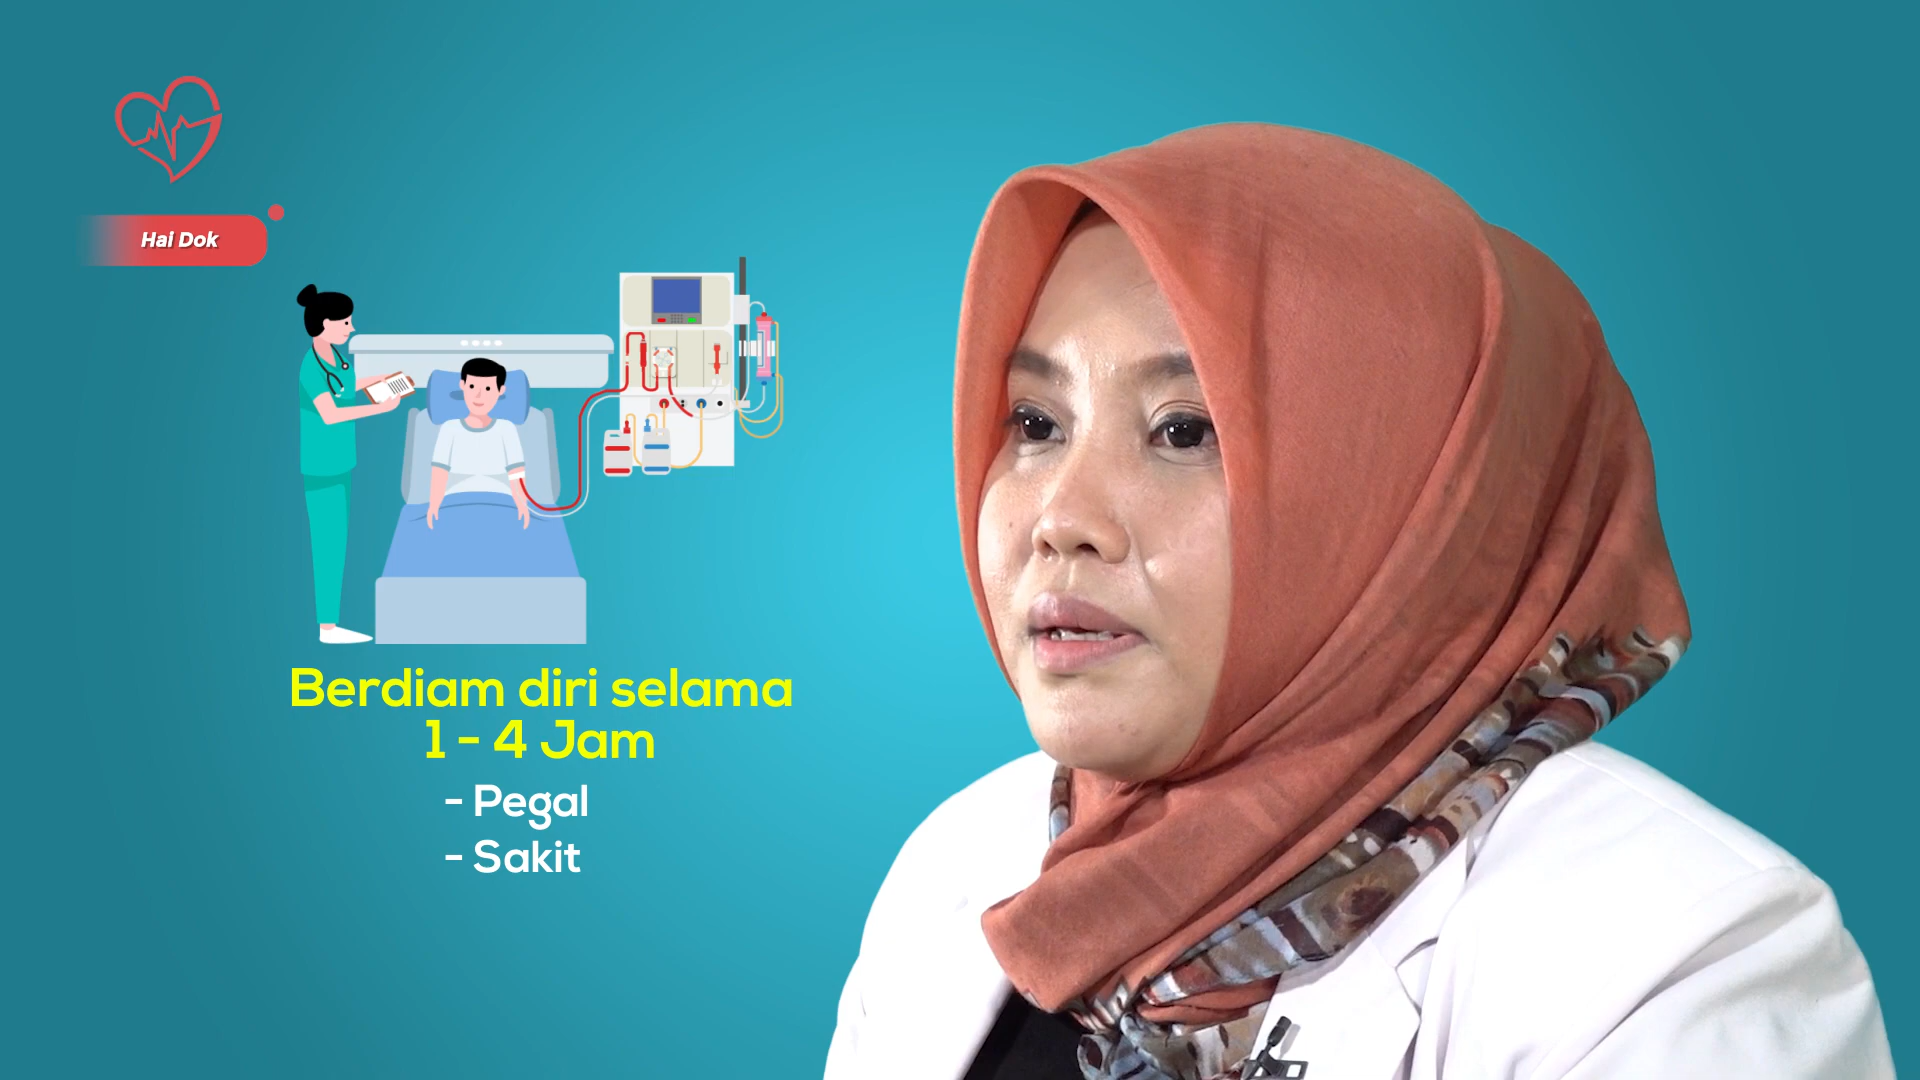 Hai Dok
Berdiam diri selama
1 - 4 Jam
- Pegal
- Sakit